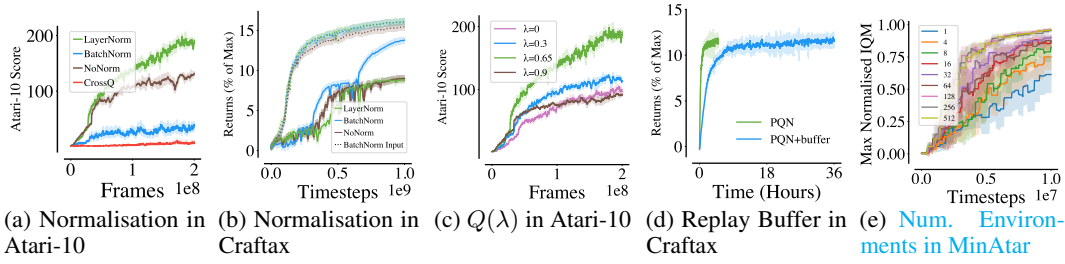 200
100
Atari-10 Score
LayerNorm
BatchNorm
NoNorm
CrossQ
0
1
2
1e8
Frames
(a) Normalisation in
Atari-10
15
10
5
0
Returns (% of Max)
LayerNorm
BatchNorm
NoNorm
BatchNorm Input
0.0
0.5
1.0
1e9
Timesteps
(b) Normalisation in
Craftax
200
100
Atari-10 Score
λ=0
λ=0.3
λ=0.65
λ=0.9
0
1
2
1e8
Frames
(c) Q(λ) in Atari-10
15
10
5
0
Returns (% of Max)
PQN
PQN+buffer
0
12
24
36
Time (Hours)
(d) Replay Buffer in
Craftax
1.00
0.75
0.50
0.25
0.00
Max Normalised IQM
1
4
8
16
32
64
128
256
512
0.0
0.5
1.0
1e7
Timesteps
(e) Num. Environ-
ments in MinAtar